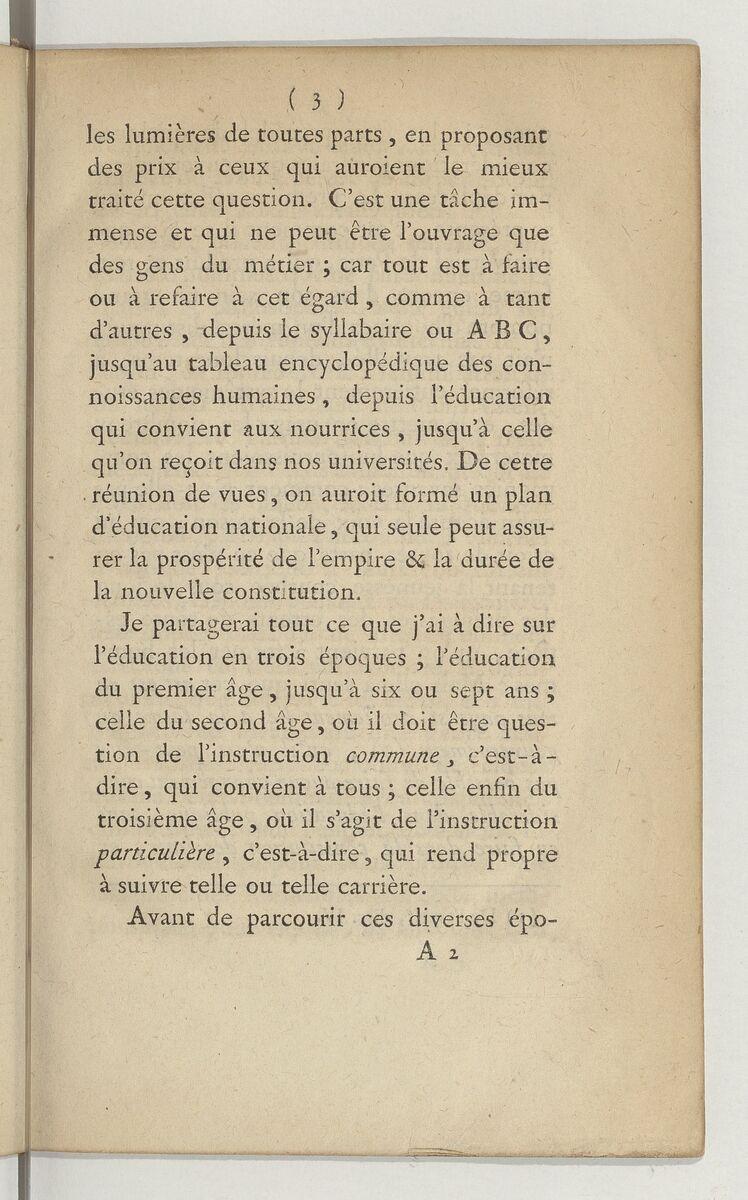 ( 3 )
les lumières de toutes parts , en proposant
des prix à ceux qui auroient le mieux
traité cette question. C'est une tâche im-
mense et qui ne peut être l'ouvrage que
des gens du métier ; car tout est à faire
ou à refaire à cet égard , comme à tant
d'autres , depuis le syllabaire ou A B C ,
jusqu'au tableau encyclopédique des con-
noissances humaines , depuis l'éducation
qui convient aux nourrices , jusqu'à celle
qu'on reçoit dans nos universités. De cette
réunion de vues , on auroit formé un plan
d'éducation nationale , qui seule peut assu-
rer la prospérité de l'empire & la durée de
la nouvelle constitution.
Je partagerai tout ce que j'ai à dire sur
l'éducation en trois époques ; l'éducation
du premier âge , jusqu'à six ou sept ans ;
celle du second âge , où il doit être ques-
tion de l'instruction commune , c'est-à-
dire , qui convient à tous ; celle enfin du
troisième âge , où il s'agit de l'instruction
particulière , c'est-à-dire , qui rend propre
à suivre telle ou telle carrière.
Avant de parcourir ces diverses épo-
A 2